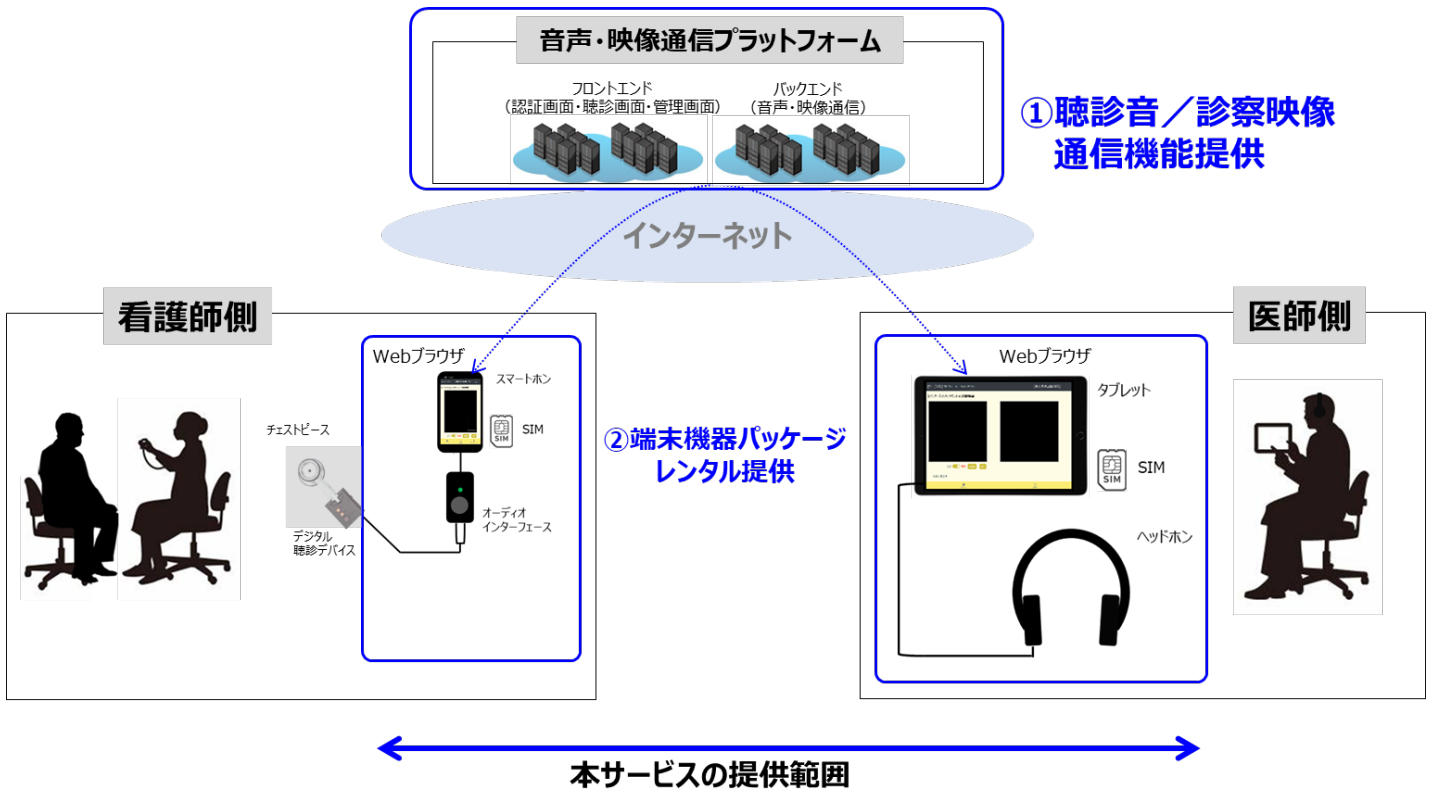 音声・映像通信プラットフォーム
フロントエンド
（認証画面・聴診画面・管理画面）
バックエンド
（音声・映像通信）
①聴診音／診察映像
通信機能提供
インターネット
看護師側
Webブラウザ
スマートホン
SIM
SIM
チェストピース
デジタル
聴診デバイス
オーディオ
インターフェース
②端末機器パッケージ
レンタル提供
医師側
Webブラウザ
タブレット
SIM
SIM
ヘッドホン
本サービスの提供範囲